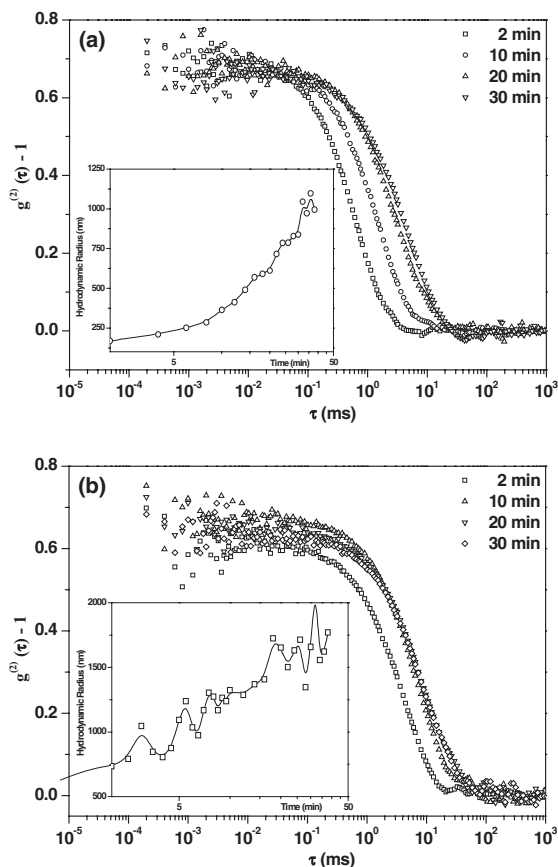 (a)
2 min
10 min
20 min
30 min
0.8
0.6
0.4
0.2
0.0
g(2)(τ) - 1
1250
1000
750
500
250
Hydrodynamic Radius (nm)
5
50
Time (min)
10-5 10-4 10-3 10-2 10-1 100 101 102 103
τ (ms)
(b)
2 min
10 min
20 min
30 min
0.8
0.6
0.4
0.2
0.0
g(2)(τ) - 1
2000
1750
1500
1250
1000
750
500
Hydrodynamic Radius (nm)
5
50
Time (min)
10-5 10-4 10-3 10-2 10-1 100 101 102 103
τ (ms)